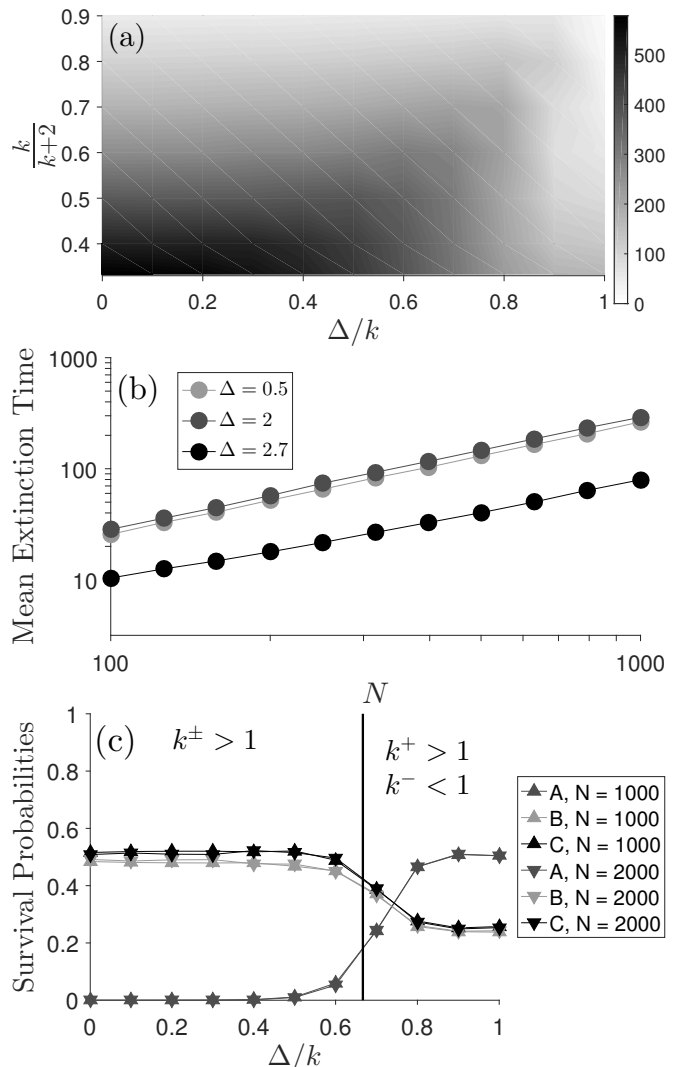 (a)
0.9
0.8
0.7
0.6
0.5
0.4
k/(k+2)
0 0.2 0.4 0.6 0.8 1
Δ/k
500
400
300
200
100
0
(b)
Mean Extinction Time
1000
100
10
Δ = 0.5
Δ = 2
Δ = 2.7
100 1000
N
(c)
Survival Probabilities
1
0.8
0.6
0.4
0.2
0
k^± > 1
k^+ > 1
k^- < 1
0 0.2 0.4 0.6 0.8 1
Δ/k
A, N = 1000
B, N = 1000
C, N = 1000
A, N = 2000
B, N = 2000
C, N = 2000